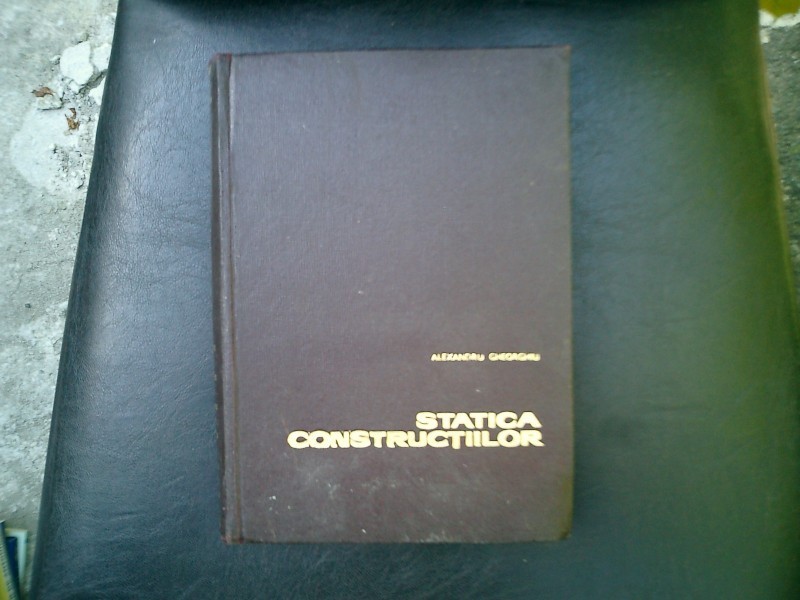 ALEXANDRU GHEORGHIU
STATICA
CONSTRUCȚIILOR